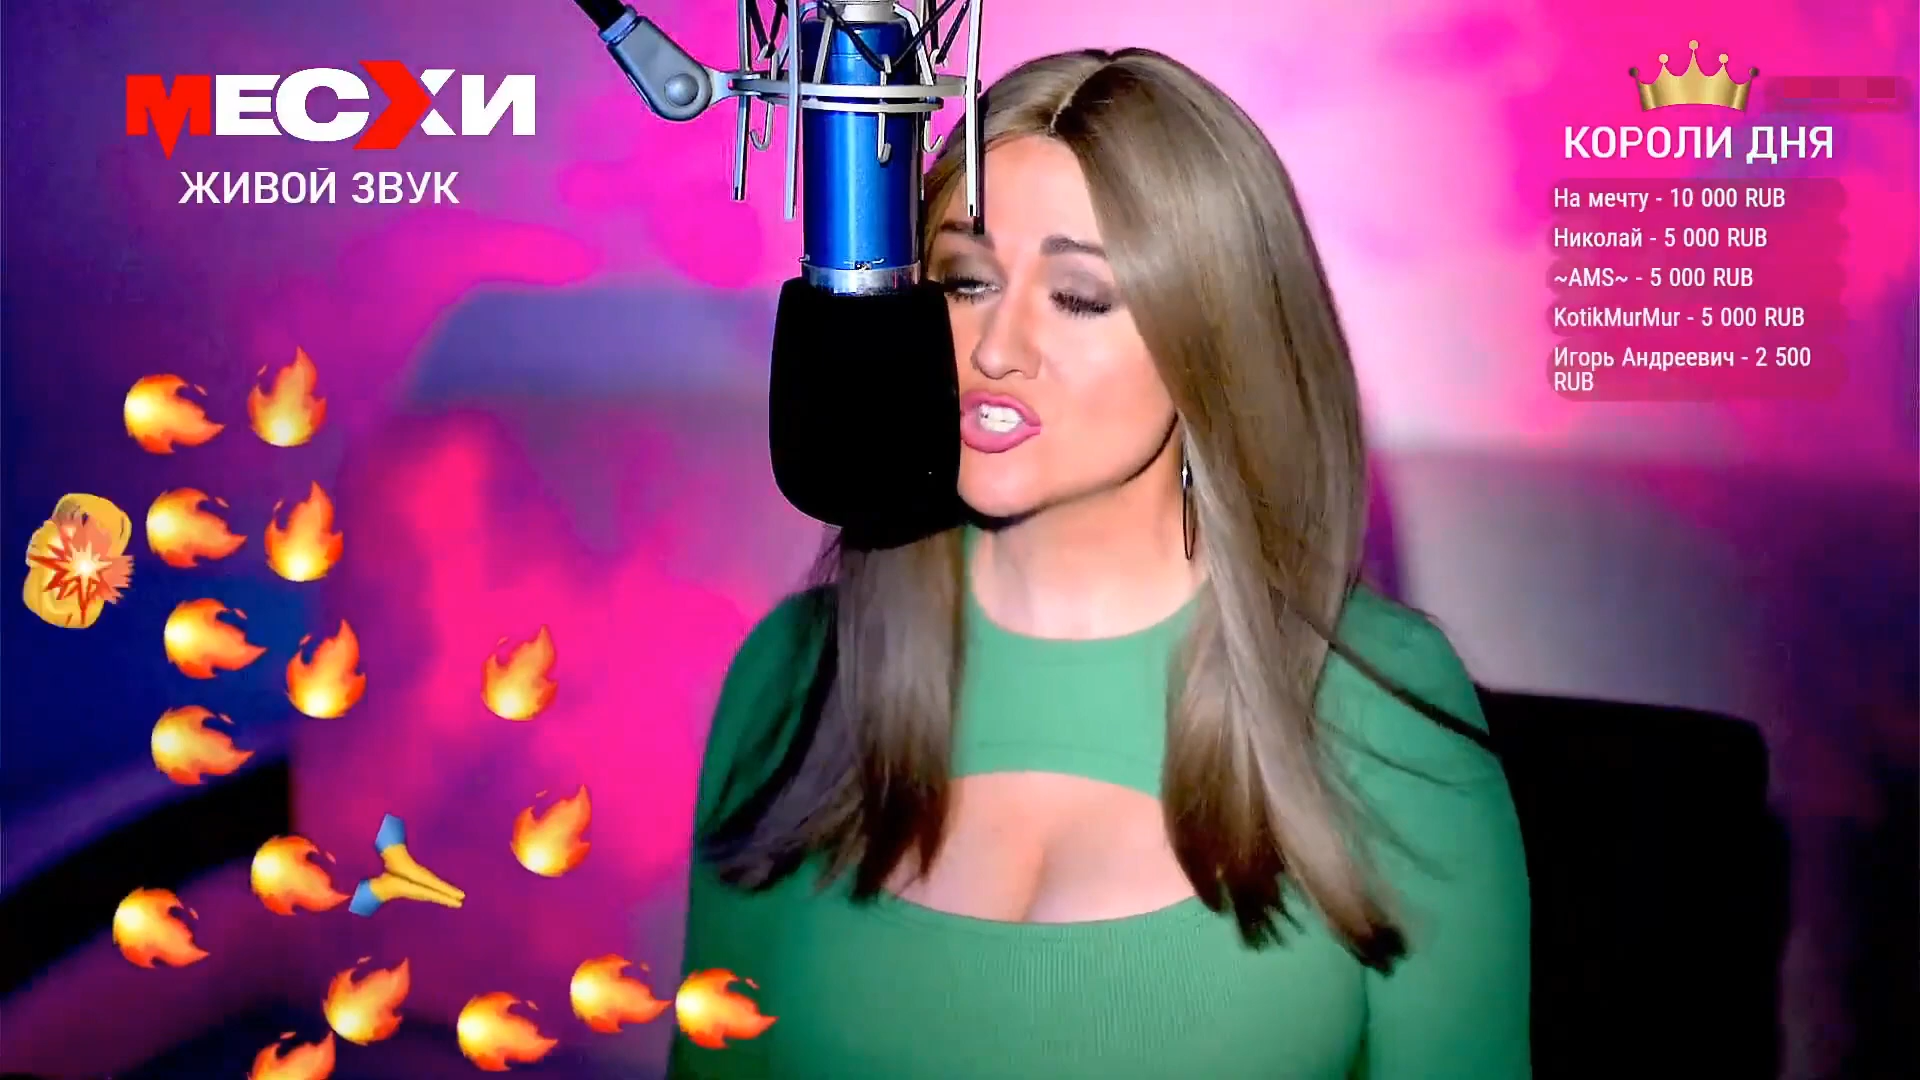 МЕСХИ
ЖИВОЙ ЗВУК
КОРОЛИ ДНЯ
На мечту - 10 000 RUB
Николай - 5 000 RUB
~AMS~ - 5 000 RUB
KotikMurMur - 5 000 RUB
Игорь Андреевич - 2 500
RUB